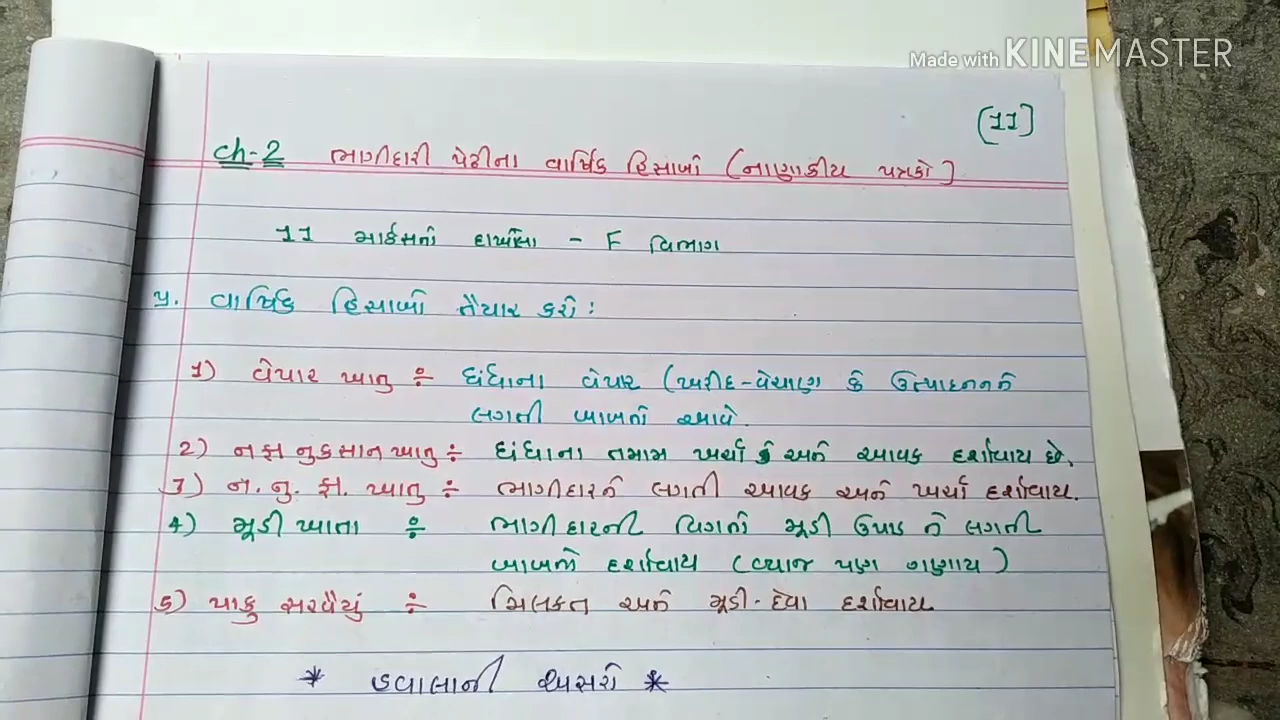 Made with KINEMASTER
(11)
Ch-2 ભાગીદારી પેઢીના વાર્ષિક હિસાબો (નાણાકીય પત્રકો)
11 માર્કસનો દાખલો - F વિભાગ
પ્ર. વાર્ષિક હિસાબો તૈયાર કરો :
1) વેપાર ખાતુ ÷ ધંધાના વેપાર (ખરીદ-વેચાણ કે ઉત્પાદનને
લગતી બાબતો આવે.
2) નફા નુકસાન ખાતુ ÷ ધંધાના તમામ ખર્ચા અને આવક દર્શાવાય છે.
3) ન. નુ. ફા. ખાતુ ÷ ભાગીદારને લગતી આવક અને ખર્ચા દર્શાવાય.
4) મૂડી ખાતા ÷ ભાગીદારની વિગતો મૂડી ઉપાડ ને લગતી
બાબતો દર્શાવાય (વ્યાજ પણ ગણાય)
5) પાકુ સરવૈયું ÷ મિલકત અને મૂડી-દેવા દર્શાવાય
* હવાલાની અસરો *